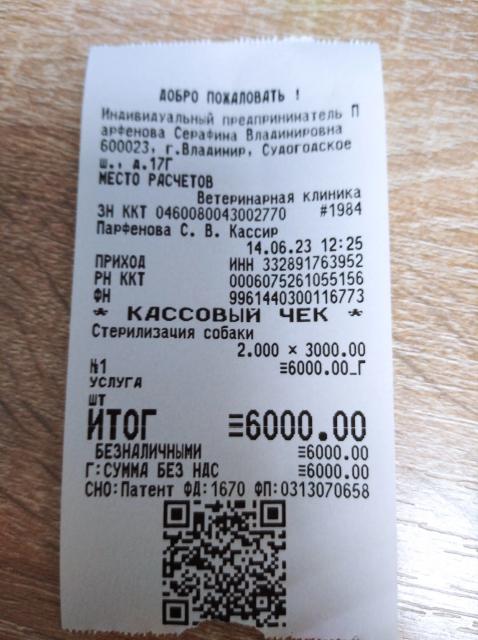 ДОБРО ПОЖАЛОВАТЬ !
Индивидуальный предприниматель П
арфенова Серафина Владимировна
600023, г.Владимир, Судогодское
ш., д.17Г
МЕСТО РАСЧЕТОВ
Ветеринарная клиника
ЗН ККТ 0460080043002770 #1984
Парфенова С. В. Кассир
14.06.23 12:25
ПРИХОД ИНН 332891763952
РН ККТ 0006075261055156
ФН 9961440300116773
* КАССОВЫЙ ЧЕК *
Стерилизация собаки
2.000 × 3000.00
№1 ≡6000.00_Г
УСЛУГА
ШТ
ИТОГ ≡6000.00
БЕЗНАЛИЧНЫМИ ≡6000.00
Г:СУММА БЕЗ НДС ≡6000.00
СНО:Патент ФД:1670 ФП:0313070658